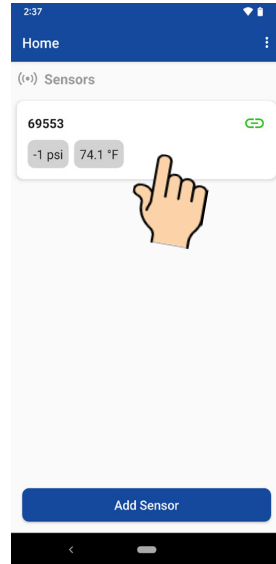 2:37
Home
Sensors
69553
-1 psi 74.1 °F
Add Sensor